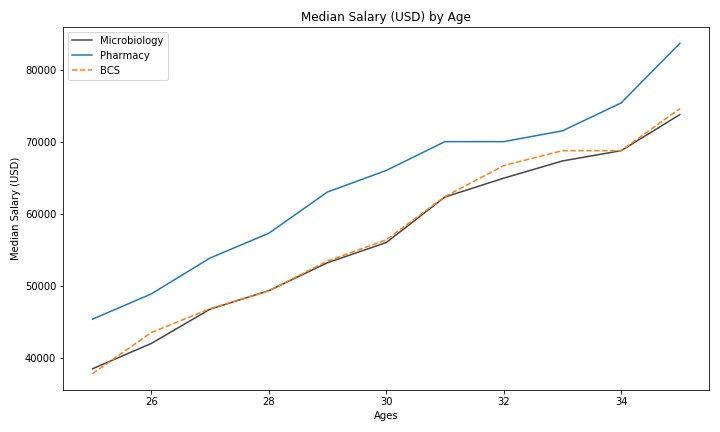 Median Salary (USD) by Age
Microbiology
Pharmacy
BCS
Median Salary (USD)
80000
70000
60000
50000
40000
26 28 30 32 34
Ages